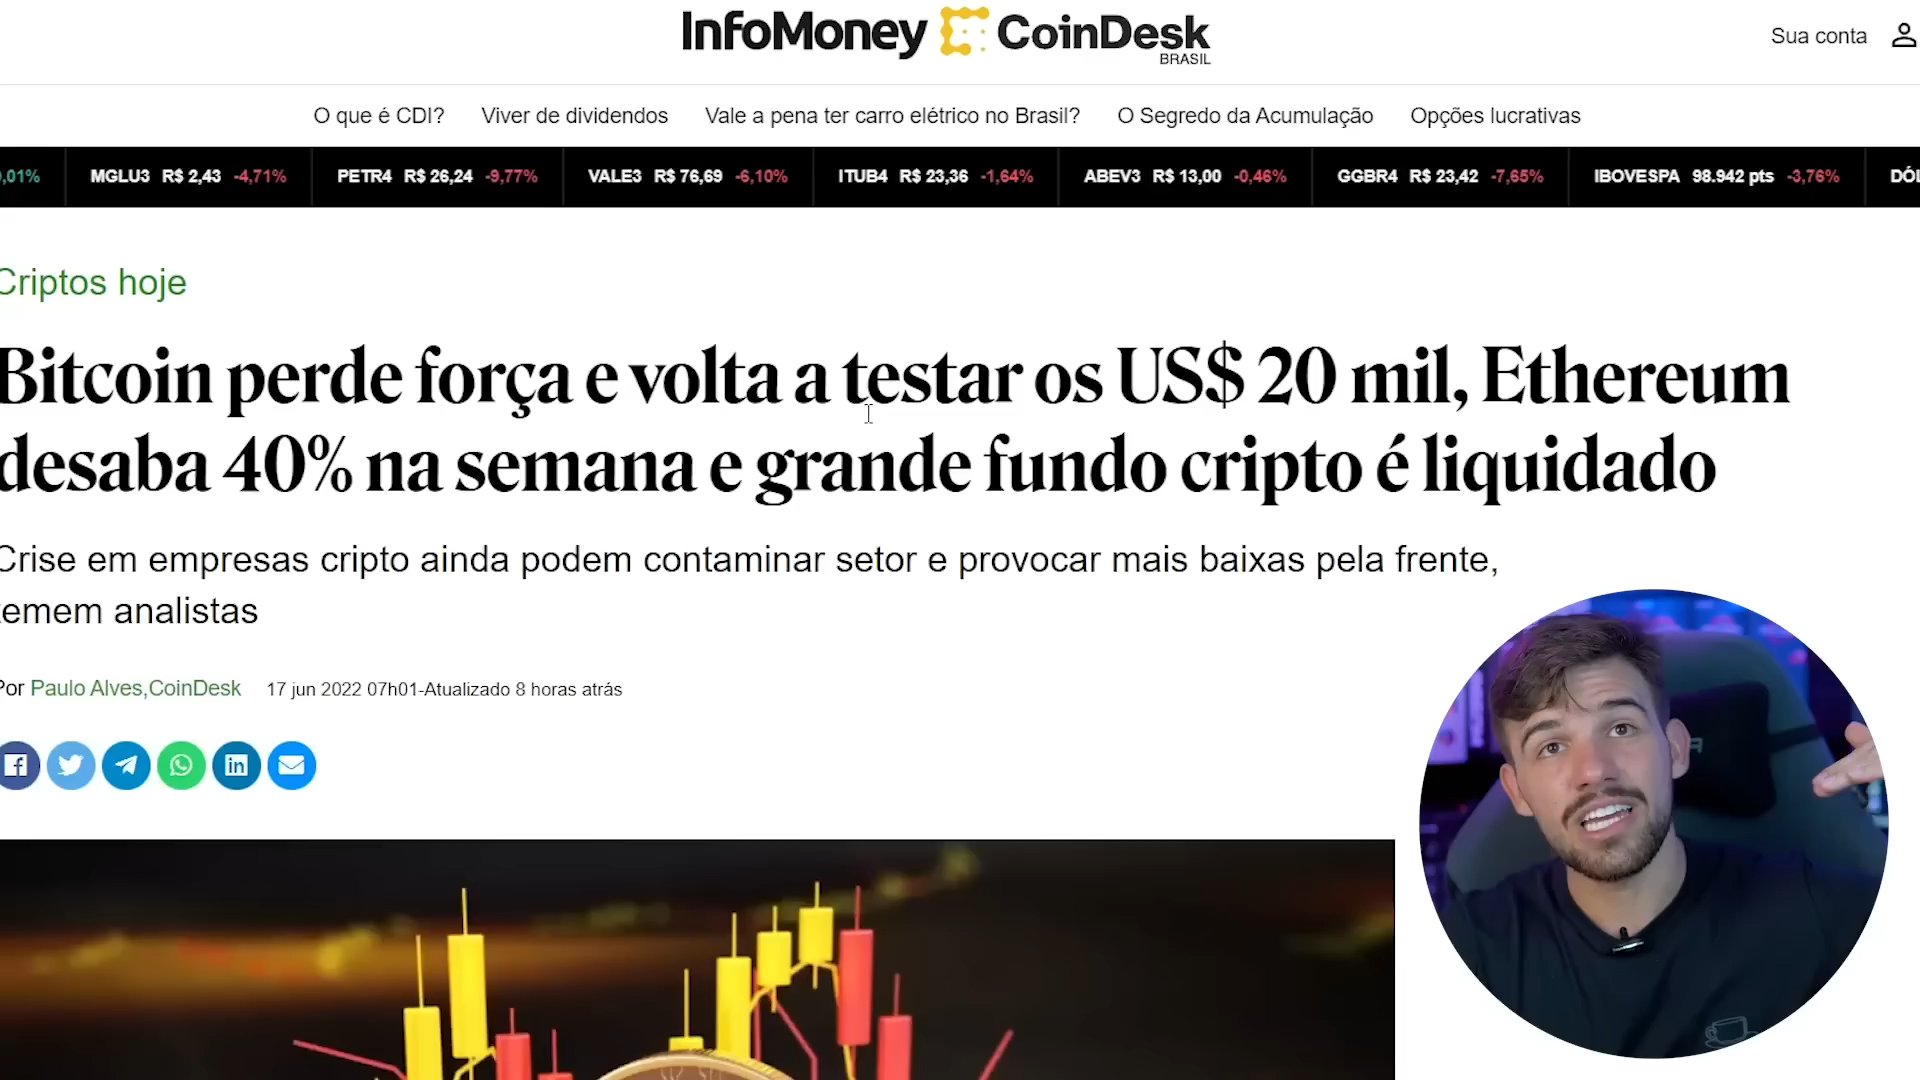 InfoMoney CoinDesk
BRASIL
Sua conta
O que é CDI? Viver de dividendos Vale a pena ter carro elétrico no Brasil? O Segredo da Acumulação Opções lucrativas
,01% MGLU3 R$ 2,43 -4,71% PETR4 R$ 26,24 -9,77% VALE3 R$ 76,69 -6,10% ITUB4 R$ 23,36 -1,64% ABEV3 R$ 13,00 -0,46% GGBR4 R$ 23,42 -7,65% IBOVESPA 98.942 pts -3,76% DÓL
Criptos hoje
Bitcoin perde força e volta a testar os US$ 20 mil, Ethereum
desaba 40% na semana e grande fundo cripto é liquidado
Crise em empresas cripto ainda podem contaminar setor e provocar mais baixas pela frente,
temem analistas
Por Paulo Alves,CoinDesk 17 jun 2022 07h01-Atualizado 8 horas atrás